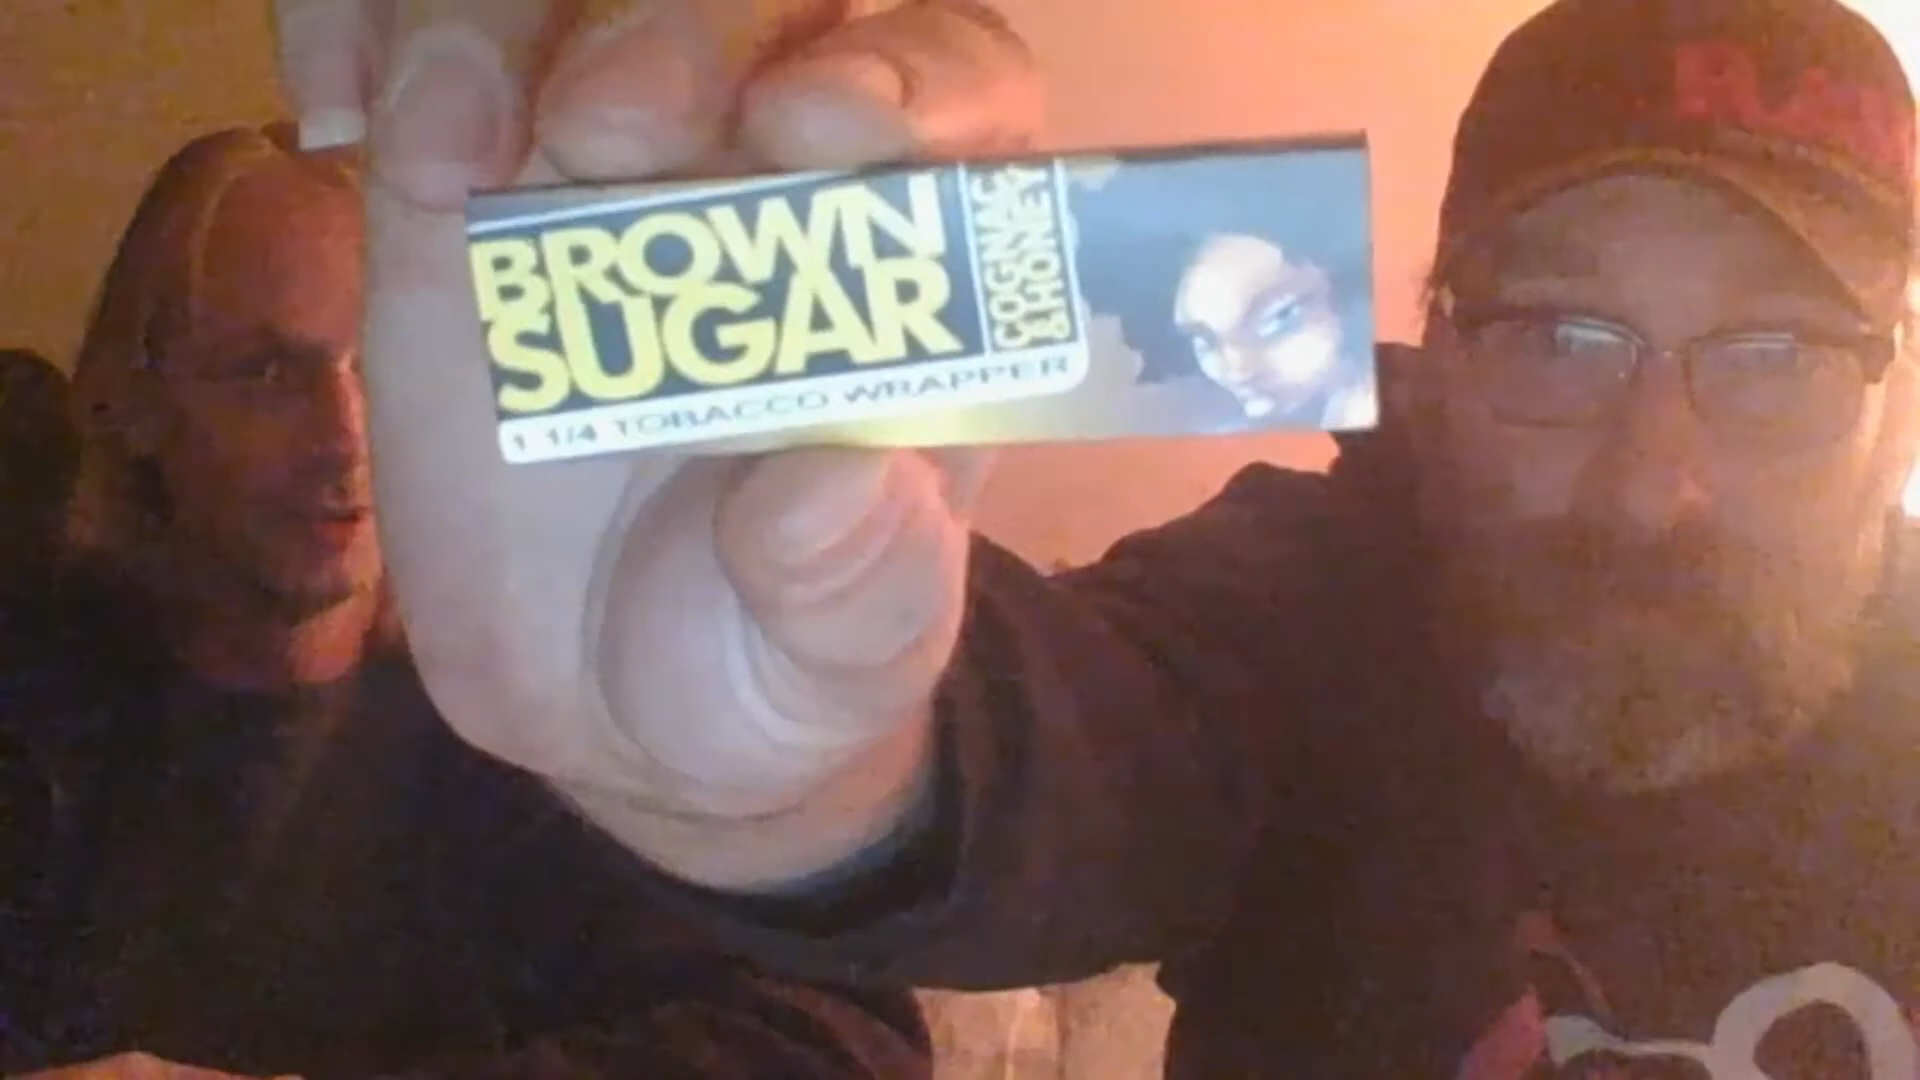 BROWN
SUGAR
COGNAC
& HONEY
1 1/4 TOBACCO WRAPPER